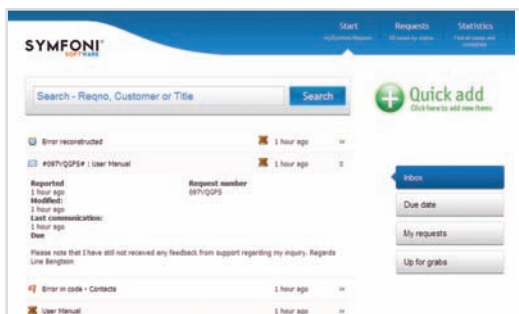 SYMFONI
SOFTWARE
Start
Requests
Statistics
Search - Reqno, Customer or Title
Search
Quick add
Click here to add new items
Error reconstructed
1 hour ago
#097VQGPS# : User Manual
1 hour ago
Reported
1 hour ago
Modified:
1 hour ago
Last communication:
1 hour ago
Due
Request number
097VQGPS
Please note that I have still not received any feedback from support regarding my inquiry. Regards
Line Bengtson
Error in code - Contacts
1 hour ago
User Manual
1 hour ago
Inbox
Due date
My requests
Up for grabs